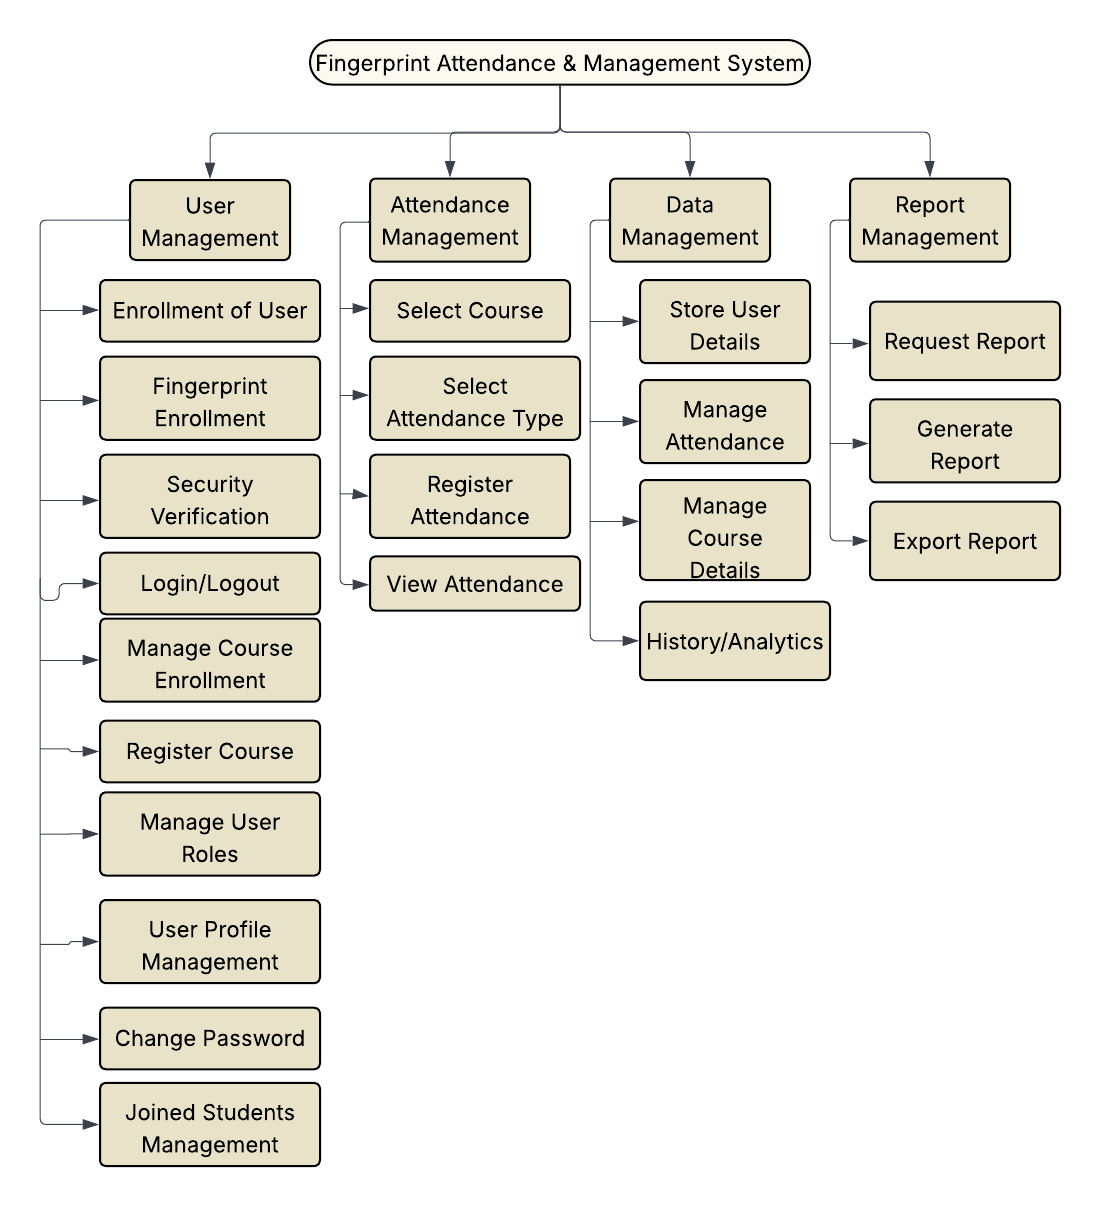 Fingerprint Attendance & Management System
User
Management
Attendance
Management
Data
Management
Report
Management
Enrollment of User
Fingerprint
Enrollment
Security
Verification
Login/Logout
Manage Course
Enrollment
Register Course
Manage User
Roles
User Profile
Management
Change Password
Joined Students
Management
Select Course
Select
Attendance Type
Register
Attendance
View Attendance
Store User
Details
Manage
Attendance
Manage
Course
Details
History/Analytics
Request Report
Generate
Report
Export Report